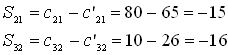 S₂₁ = c₂₁ − c'₂₁ = 80 − 65 = −15
S₃₂ = c₃₂ − c'₃₂ = 10 − 26 = −16